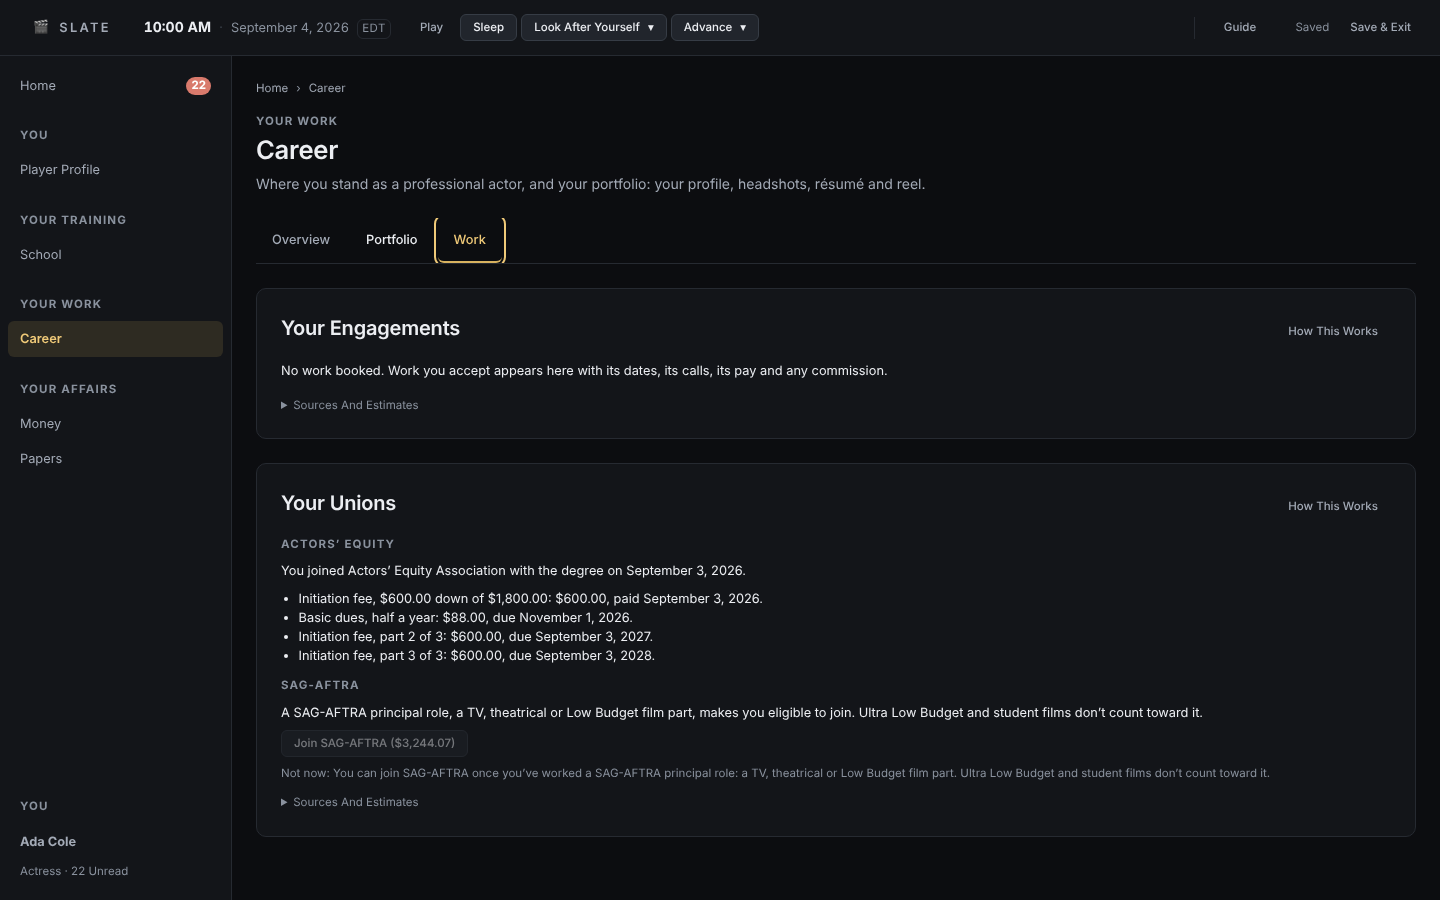 SLATE
10:00 AM · September 4, 2026 EDT
Play
Sleep
Look After Yourself ▾
Advance ▾
Guide
Saved
Save & Exit
Home
22
YOU
Player Profile
YOUR TRAINING
School
YOUR WORK
Career
YOUR AFFAIRS
Money
Papers
YOU
Ada Cole
Actress · 22 Unread
Home › Career
YOUR WORK
Career
Where you stand as a professional actor, and your portfolio: your profile, headshots, résumé and reel.
Overview
Portfolio
Work
Your Engagements
How This Works
No work booked. Work you accept appears here with its dates, its calls, its pay and any commission.
▶ Sources And Estimates
Your Unions
How This Works
ACTORS’ EQUITY
You joined Actors’ Equity Association with the degree on September 3, 2026.
• Initiation fee, $600.00 down of $1,800.00: $600.00, paid September 3, 2026.
• Basic dues, half a year: $88.00, due November 1, 2026.
• Initiation fee, part 2 of 3: $600.00, due September 3, 2027.
• Initiation fee, part 3 of 3: $600.00, due September 3, 2028.
SAG-AFTRA
A SAG-AFTRA principal role, a TV, theatrical or Low Budget film part, makes you eligible to join. Ultra Low Budget and student films don’t count toward it.
Join SAG-AFTRA ($3,244.07)
Not now: You can join SAG-AFTRA once you’ve worked a SAG-AFTRA principal role: a TV, theatrical or Low Budget film part. Ultra Low Budget and student films don’t count toward it.
▶ Sources And Estimates